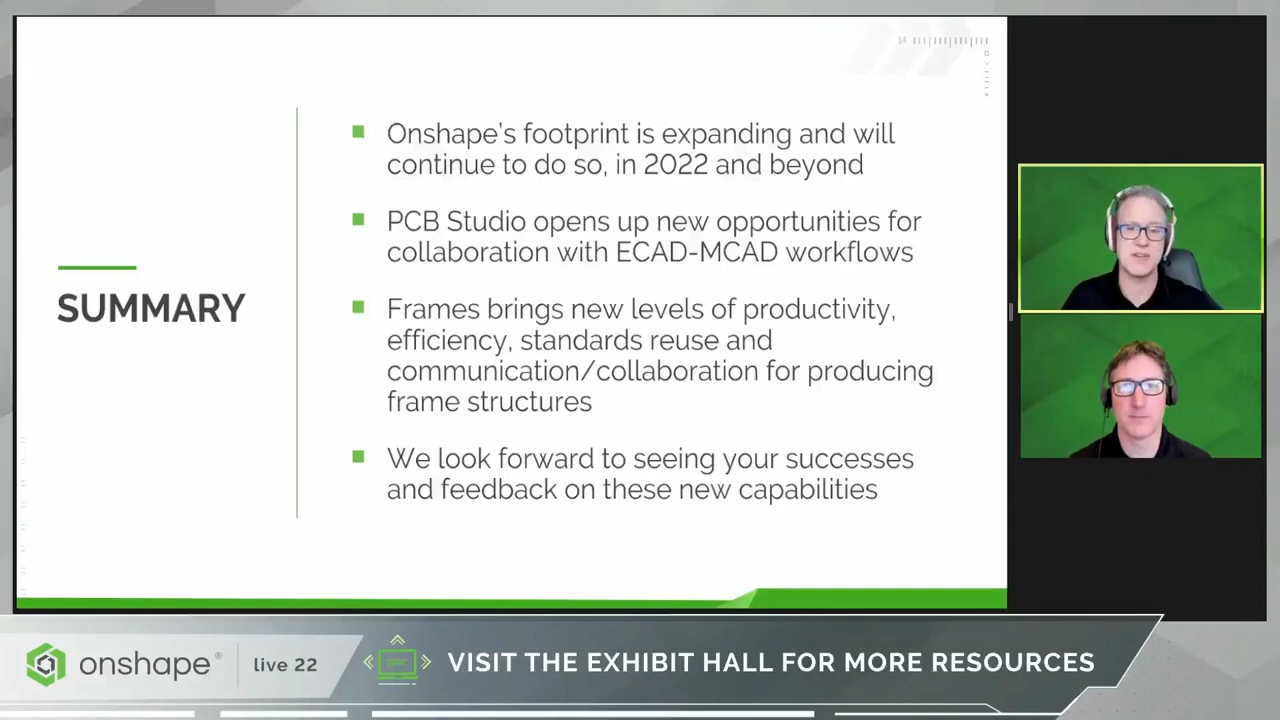 SUMMARY
Onshape's footprint is expanding and will
continue to do so, in 2022 and beyond
PCB Studio opens up new opportunities for
collaboration with ECAD-MCAD workflows
Frames brings new levels of productivity,
efficiency, standards reuse and
communication/collaboration for producing
frame structures
We look forward to seeing your successes
and feedback on these new capabilities
onshape® live 22
VISIT THE EXHIBIT HALL FOR MORE RESOURCES